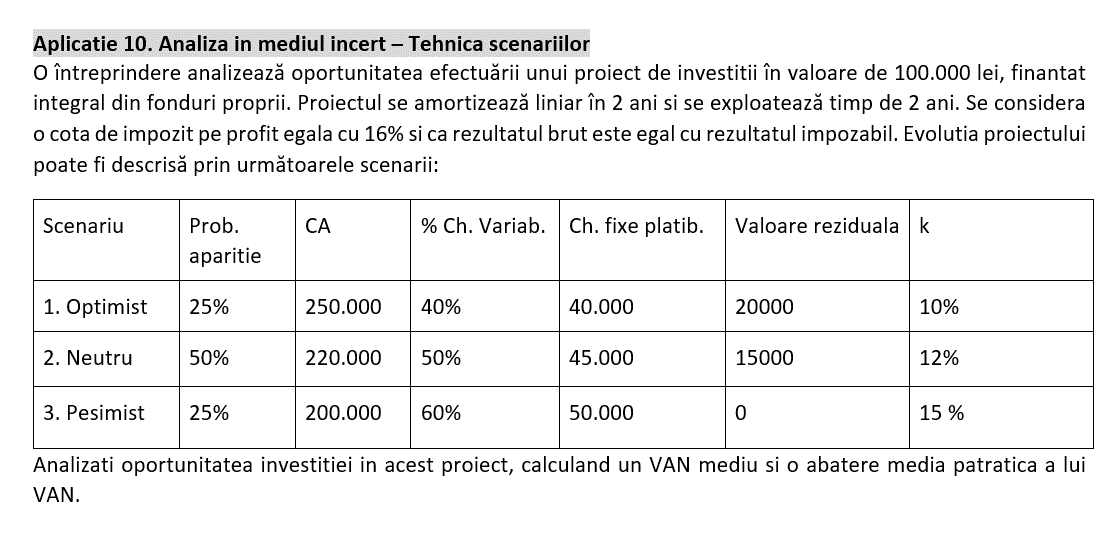 Aplicatie 10. Analiza in mediul incert – Tehnica scenariilor
O întreprindere analizează oportunitatea efectuării unui proiect de investitii în valoare de 100.000 lei, finantat
integral din fonduri proprii. Proiectul se amortizează liniar în 2 ani si se exploatează timp de 2 ani. Se considera
o cota de impozit pe profit egala cu 16% si ca rezultatul brut este egal cu rezultatul impozabil. Evolutia proiectului
poate fi descrisă prin următoarele scenarii:
Scenariu Prob. aparitie CA % Ch. Variab. Ch. fixe platib. Valoare reziduala k
1. Optimist 25% 250.000 40% 40.000 20000 10%
2. Neutru 50% 220.000 50% 45.000 15000 12%
3. Pesimist 25% 200.000 60% 50.000 0 15 %
Analizati oportunitatea investitiei in acest proiect, calculand un VAN mediu si o abatere media patratica a lui
VAN.